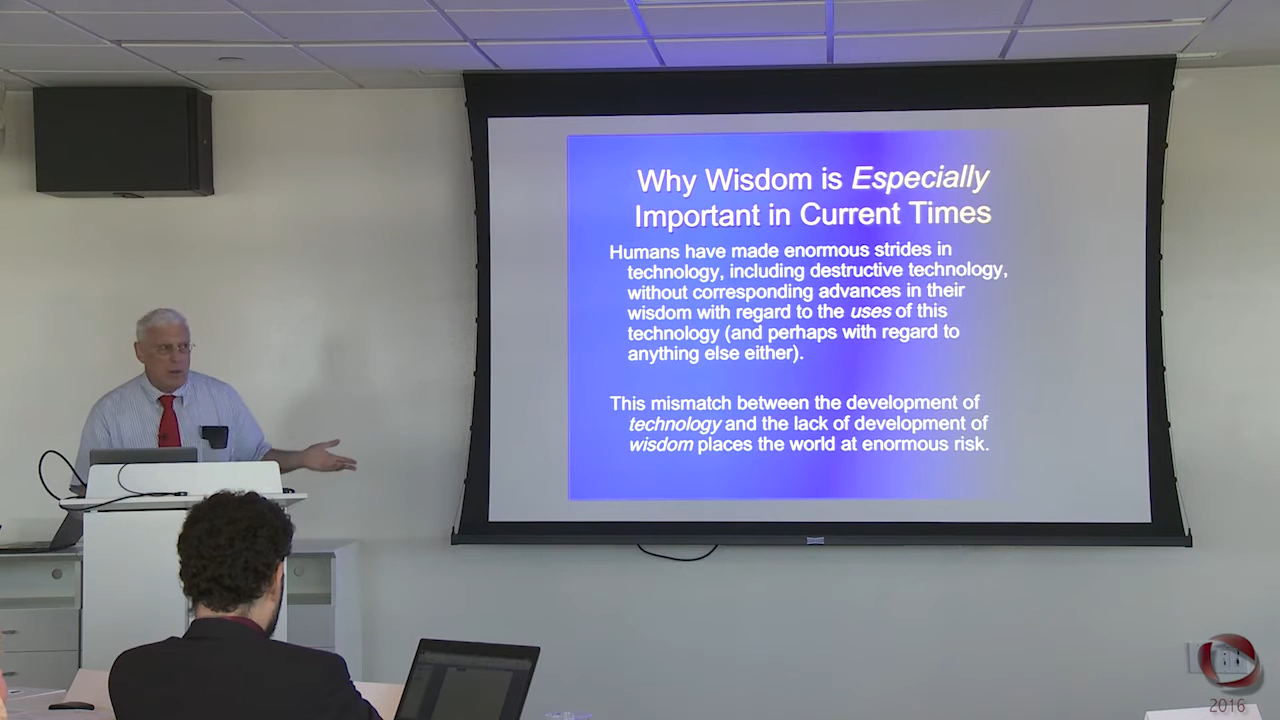 Why Wisdom is Especially
Important in Current Times
Humans have made enormous strides in
technology, including destructive technology,
without corresponding advances in their
wisdom with regard to the uses of this
technology (and perhaps with regard to
anything else either).
This mismatch between the development of
technology and the lack of development of
wisdom places the world at enormous risk.
2016